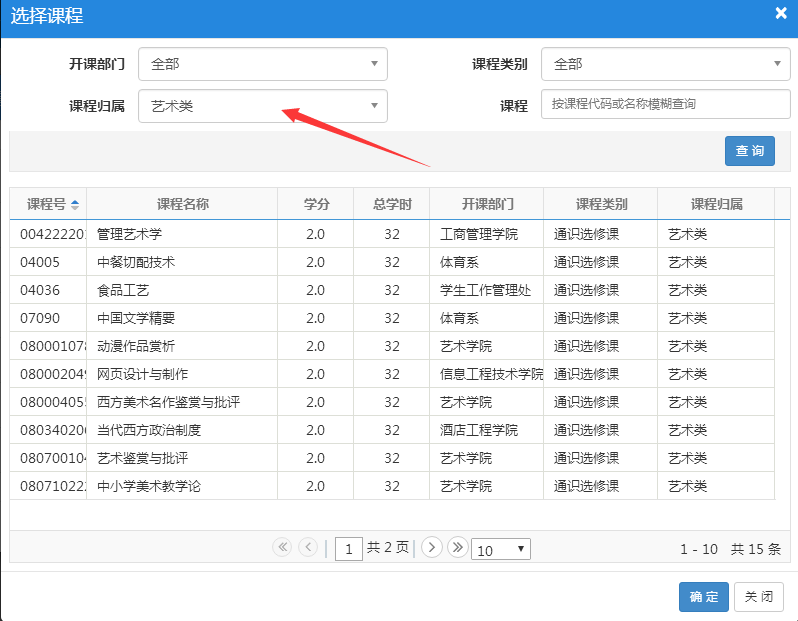 选择课程 ×
开课部门 全部 课程类别 全部
课程归属 艺术类 课程 按课程代码或名称模糊查询
查 询
课程号 课程名称 学分 总学时 开课部门 课程类别 课程归属
00422220 管理艺术学 2.0 32 工商管理学院 通识选修课 艺术类
04005 中餐切配技术 2.0 32 体育系 通识选修课 艺术类
04036 食品工艺 2.0 32 学生工作管理处 通识选修课 艺术类
07090 中国文学精要 2.0 32 体育系 通识选修课 艺术类
08000107 动漫作品赏析 2.0 32 艺术学院 通识选修课 艺术类
08000204 网页设计与制作 2.0 32 信息工程技术学院 通识选修课 艺术类
08000405 西方美术名作鉴赏与批评 2.0 32 艺术学院 通识选修课 艺术类
08034020 当代西方政治制度 2.0 32 酒店工程学院 通识选修课 艺术类
08070010 艺术鉴赏与批评 2.0 32 艺术学院 通识选修课 艺术类
08071022 中小学美术教学论 2.0 32 艺术学院 通识选修课 艺术类
1 共 2 页 10 1 - 10 共 15 条
确 定 关 闭